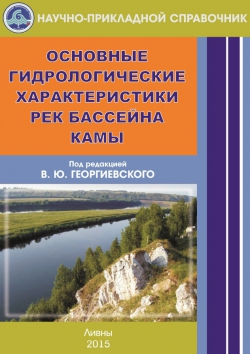 НАУЧНО-ПРИКЛАДНОЙ СПРАВОЧНИК
ОСНОВНЫЕ
ГИДРОЛОГИЧЕСКИЕ
ХАРАКТЕРИСТИКИ
РЕК БАССЕЙНА
КАМЫ
Под редакцией
В. Ю. ГЕОРГИЕВСКОГО
Ливны
2015